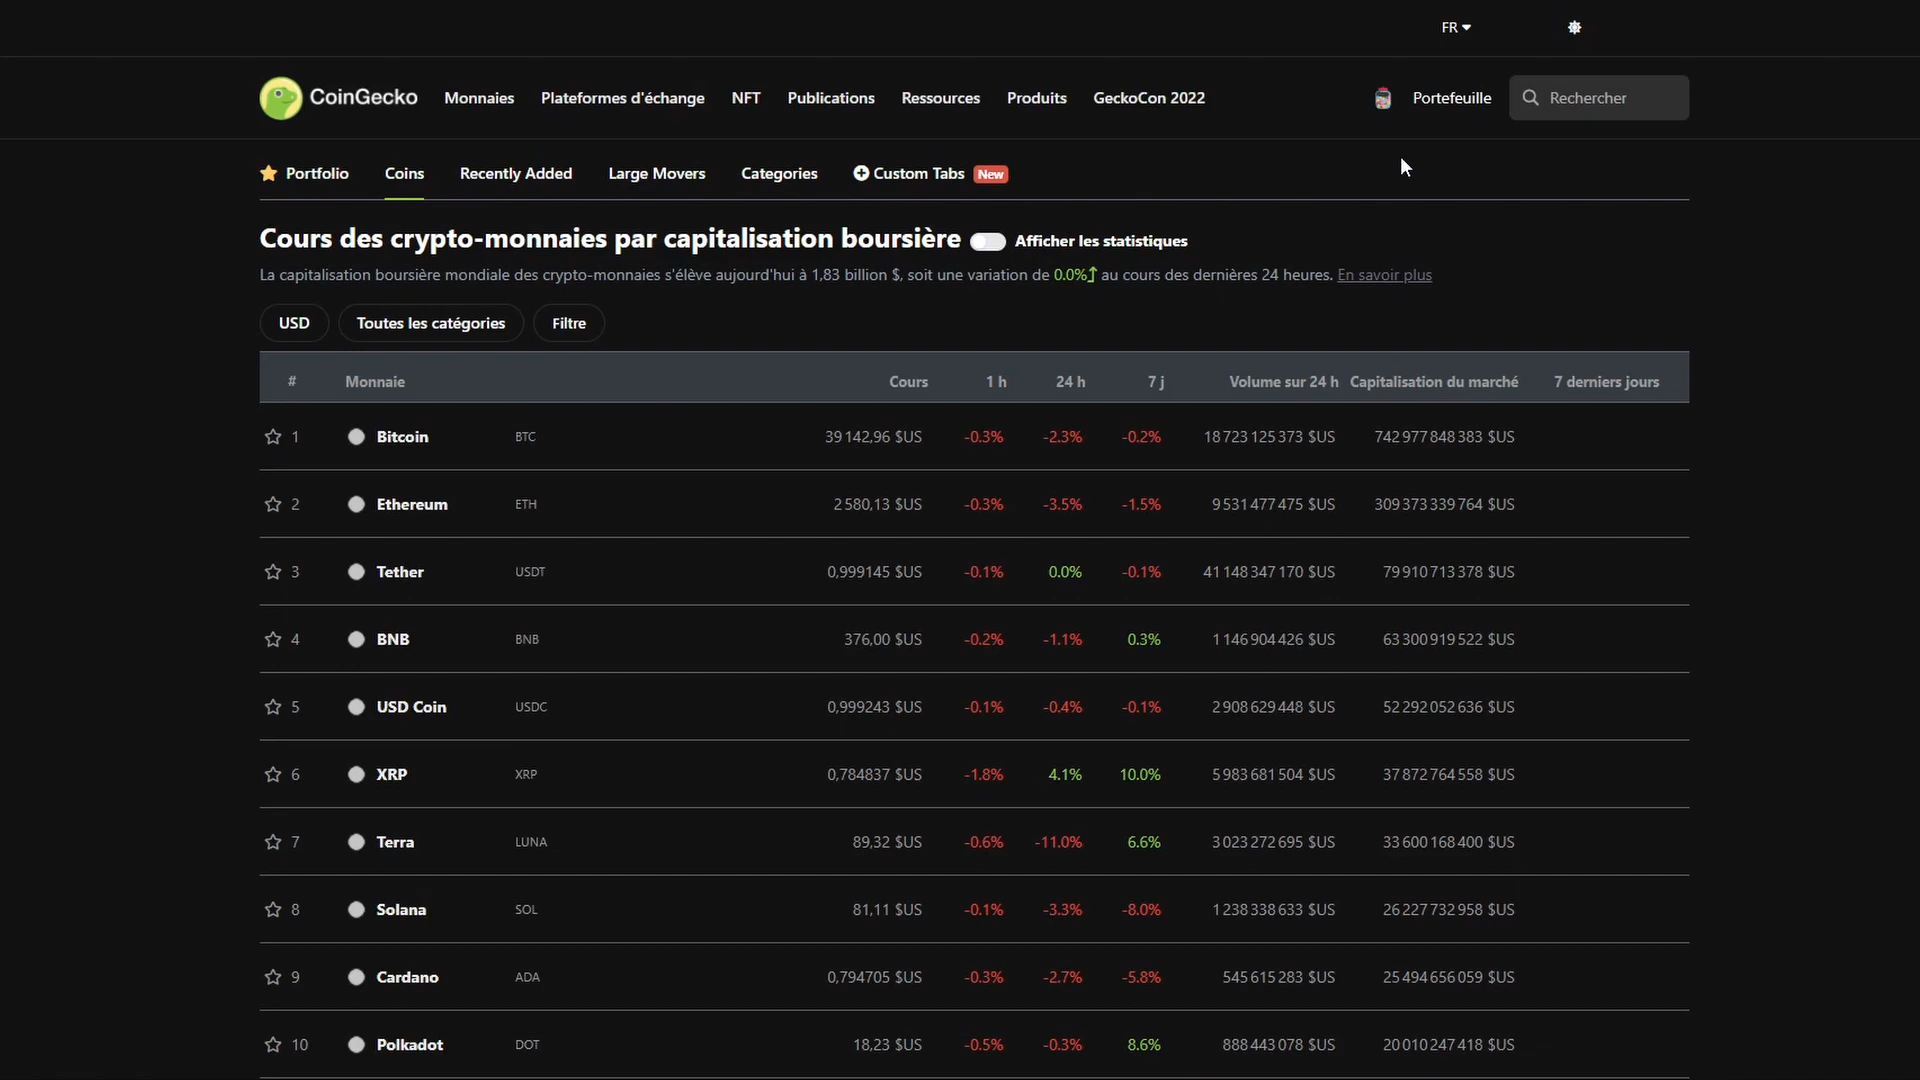 FR
CoinGecko Monnaies Plateformes d'échange NFT Publications Ressources Produits GeckoCon 2022 Portefeuille Rechercher
Portfolio Coins Recently Added Large Movers Categories Custom Tabs New
Cours des crypto-monnaies par capitalisation boursière Afficher les statistiques
La capitalisation boursière mondiale des crypto-monnaies s'élève aujourd'hui à 1,83 billion $, soit une variation de 0.0% au cours des dernières 24 heures. En savoir plus
USD Toutes les catégories Filtre
# Monnaie Cours 1 h 24 h 7 j Volume sur 24 h Capitalisation du marché 7 derniers jours
1 Bitcoin BTC 39 142,96 $US -0.3% -2.3% -0.2% 18 723 125 373 $US 742 977 848 383 $US
2 Ethereum ETH 2 580,13 $US -0.3% -3.5% -1.5% 9 531 477 475 $US 309 373 339 764 $US
3 Tether USDT 0,999145 $US -0.1% 0.0% -0.1% 41 148 347 170 $US 79 910 713 378 $US
4 BNB BNB 376,00 $US -0.2% -1.1% 0.3% 1 146 904 426 $US 63 300 919 522 $US
5 USD Coin USDC 0,999243 $US -0.1% -0.4% -0.1% 2 908 629 448 $US 52 292 052 636 $US
6 XRP XRP 0,784837 $US -1.8% 4.1% 10.0% 5 983 681 504 $US 37 872 764 558 $US
7 Terra LUNA 89,32 $US -0.6% -11.0% 6.6% 3 023 272 695 $US 33 600 168 400 $US
8 Solana SOL 81,11 $US -0.1% -3.3% -8.0% 1 238 338 633 $US 26 227 732 958 $US
9 Cardano ADA 0,794705 $US -0.3% -2.7% -5.8% 545 615 283 $US 25 494 656 059 $US
10 Polkadot DOT 18,23 $US -0.5% -0.3% 8.6% 888 443 078 $US 20 010 247 418 $US